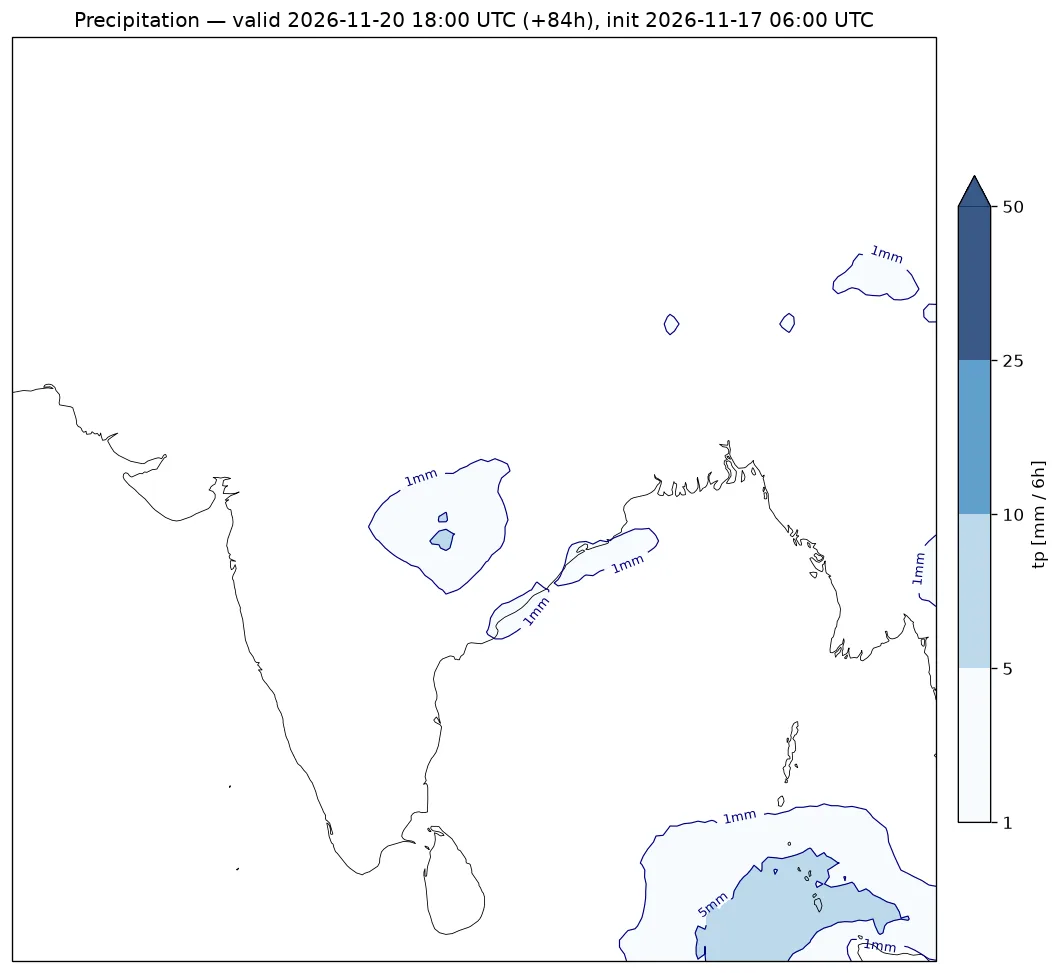 Precipitation — valid 2026-11-20 18:00 UTC (+84h), init 2026-11-17 06:00 UTC
1mm
50
25
1mm
10
1mm
1mm
1mm
tp [mm / 6h]
5
1mm
1
5mm
1mm